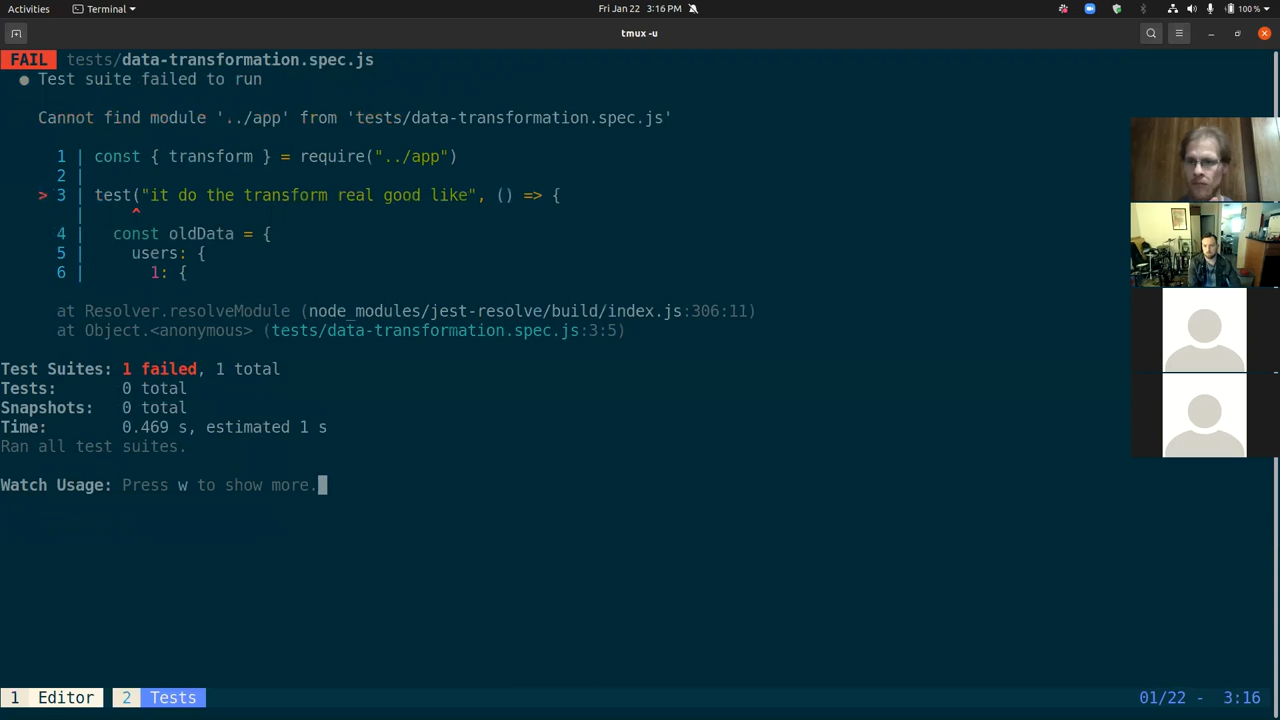 Activities Terminal Fri Jan 22 3:16 PM 100 %
tmux -u
FAIL tests/data-transformation.spec.js
● Test suite failed to run
Cannot find module '../app' from 'tests/data-transformation.spec.js'
1 | const { transform } = require("../app")
2 |
> 3 | test("it do the transform real good like", () => {
| ^
4 | const oldData = {
5 | users: {
6 | 1: {
at Resolver.resolveModule (node_modules/jest-resolve/build/index.js:306:11)
at Object.<anonymous> (tests/data-transformation.spec.js:3:5)
Test Suites: 1 failed, 1 total
Tests: 0 total
Snapshots: 0 total
Time: 0.469 s, estimated 1 s
Ran all test suites.
Watch Usage: Press w to show more.
1 Editor 2 Tests 01/22 - 3:16